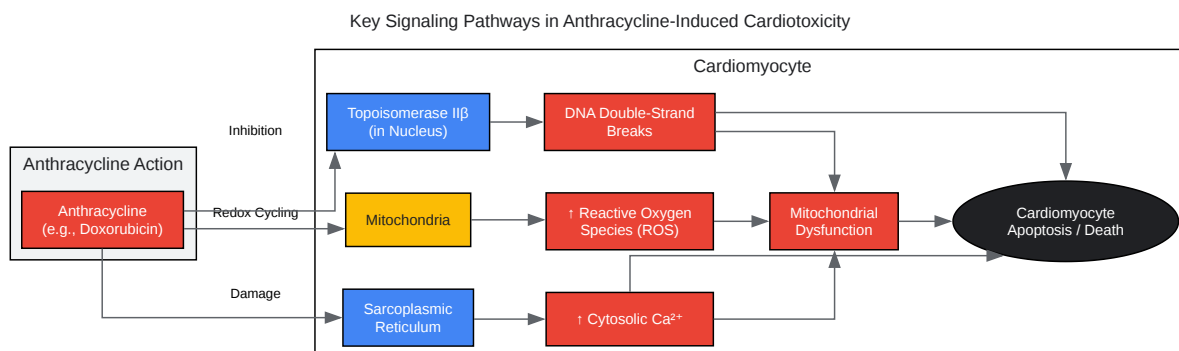 Key Signaling Pathways in Anthracycline-Induced Cardiotoxicity
Cardiomyocyte
Anthracycline Action
Anthracycline
(e.g., Doxorubicin)
Inhibition
Redox Cycling
Damage
Topoisomerase IIβ
(in Nucleus)
DNA Double-Strand
Breaks
Mitochondria
↑ Reactive Oxygen
Species (ROS)
Mitochondrial
Dysfunction
Cardiomyocyte
Apoptosis / Death
Sarcoplasmic
Reticulum
↑ Cytosolic Ca²⁺